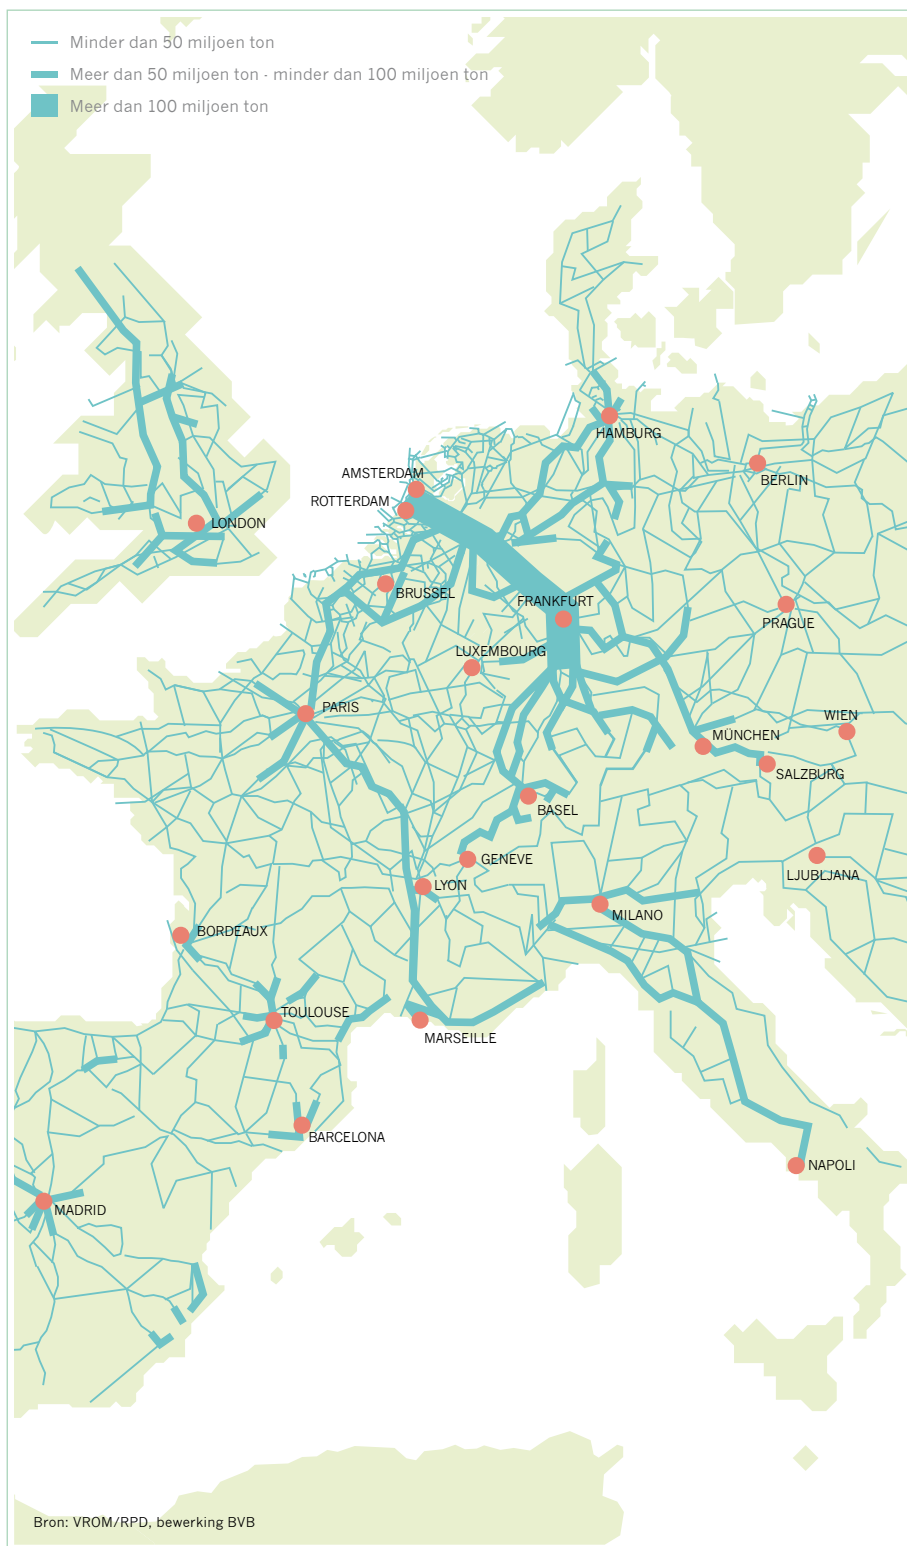 Minder dan 50 miljoen ton
Meer dan 50 miljoen ton - minder dan 100 miljoen ton
Meer dan 100 miljoen ton
HAMBURG
AMSTERDAM
BERLIN
ROTTERDAM
LONDON
BRUSSEL
FRANKFURT
PRAGUE
LUXEMBOURG
PARIS
WIEN
MÜNCHEN
SALZBURG
BASEL
GENEVE
LJUBLJANA
LYON
MILANO
BORDEAUX
TOULOUSE
MARSEILLE
BARCELONA
NAPOLI
MADRID
Bron: VROM/RPD, bewerking BVB